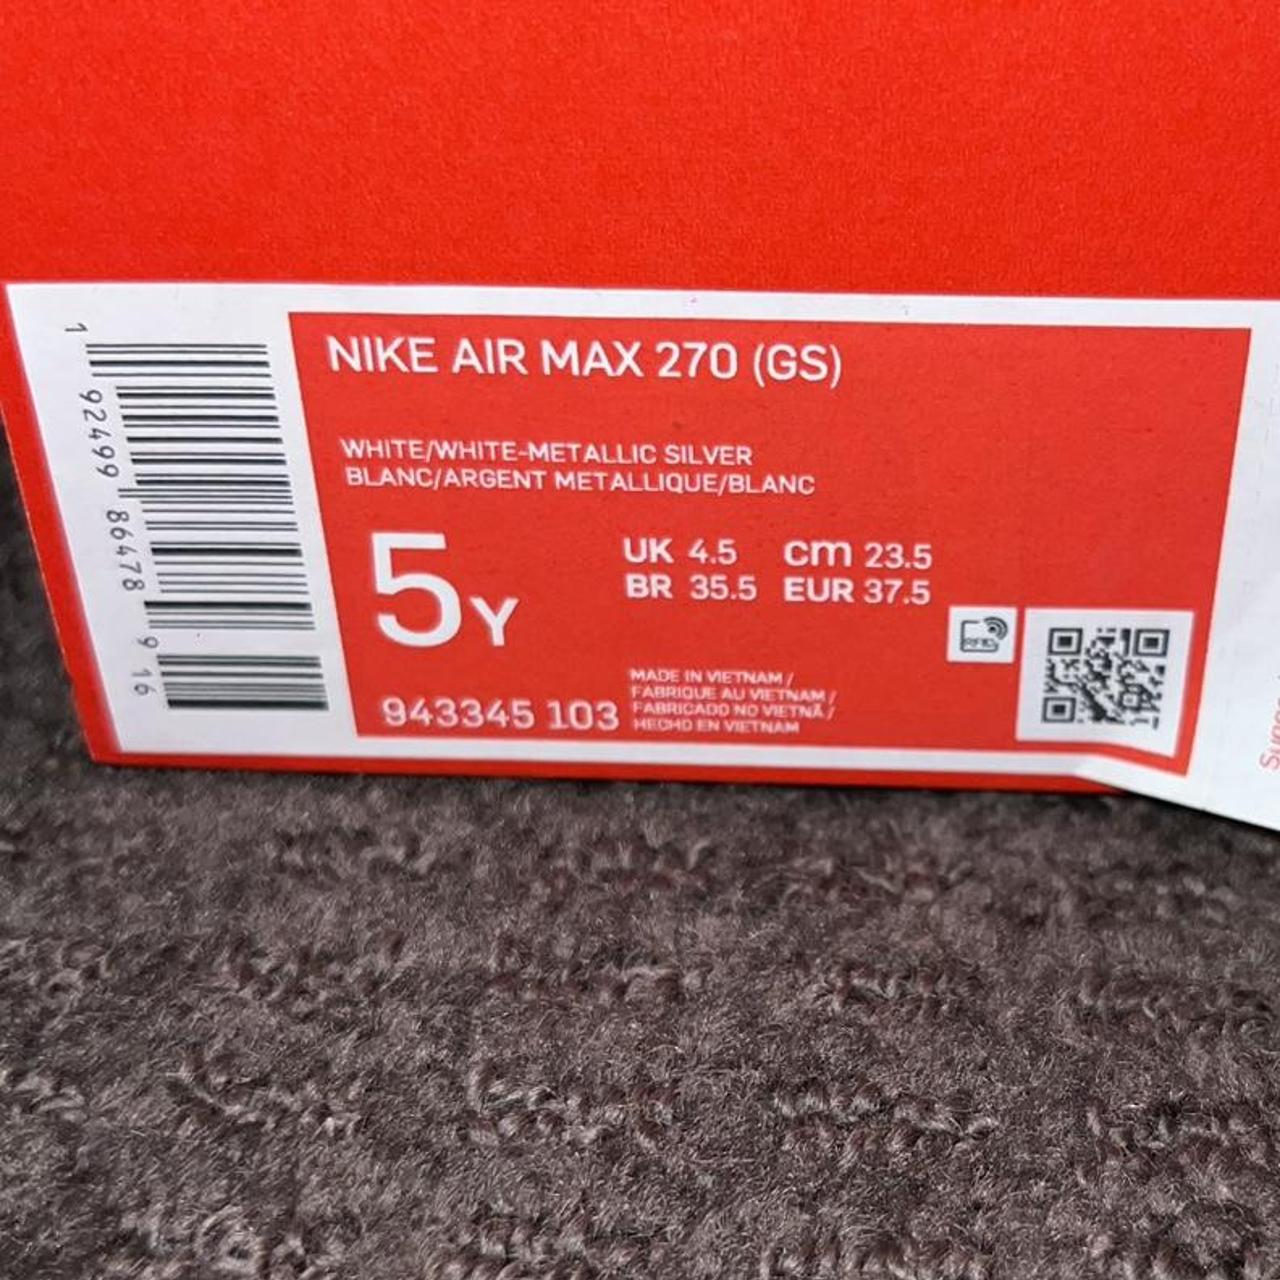 NIKE AIR MAX 270 (GS)
WHITE/WHITE-METALLIC SILVER
BLANC/ARGENT METALLIQUE/BLANC
5Y
UK 4.5 cm 23.5
BR 35.5 EUR 37.5
943345 103
MADE IN VIETNAM /
FABRIQUE AU VIETNAM /
FABRICADO NO VIETNÃ /
HECHO EN VIETNAM
RFID
1 92499 86478 9 16